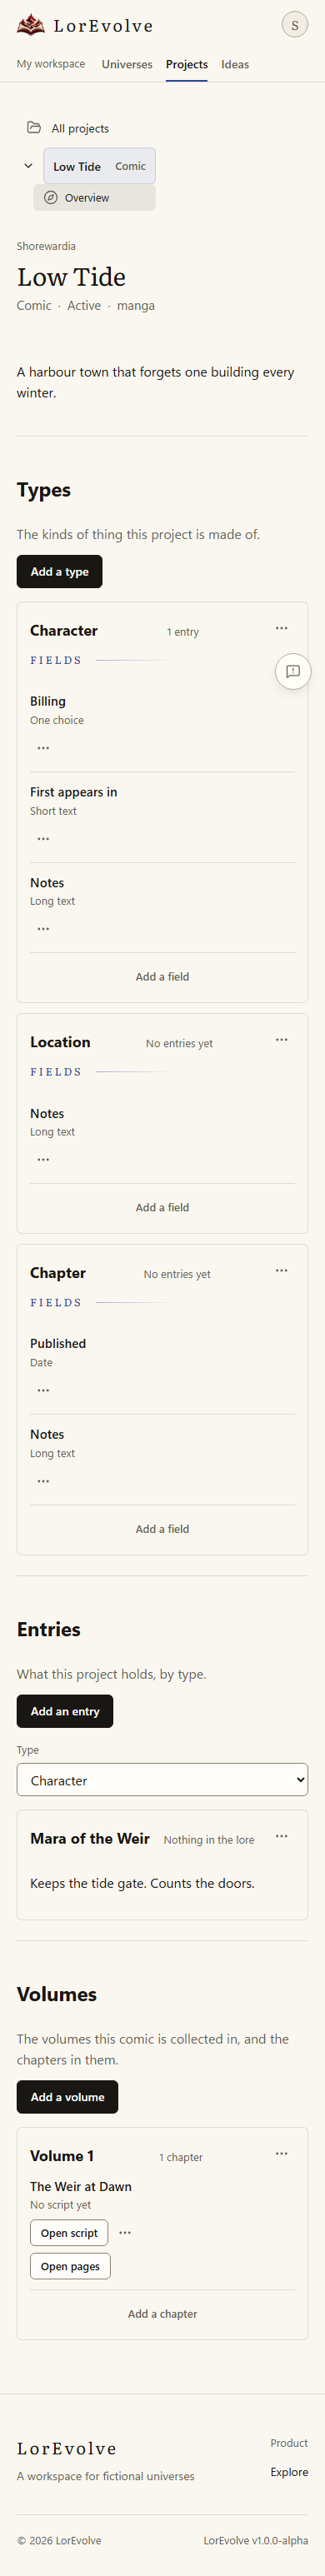 LorEvolve
S
My workspace
Universes
Projects
Ideas
All projects
Low Tide
Comic
Overview
Shorewardia
Low Tide
Comic · Active · manga
A harbour town that forgets one building every
winter.
Types
The kinds of thing this project is made of.
Add a type
Character
1 entry
FIELDS
Billing
One choice
First appears in
Short text
Notes
Long text
Add a field
Location
No entries yet
FIELDS
Notes
Long text
Add a field
Chapter
No entries yet
FIELDS
Published
Date
Notes
Long text
Add a field
Entries
What this project holds, by type.
Add an entry
Type
Character
Mara of the Weir
Nothing in the lore
Keeps the tide gate. Counts the doors.
Volumes
The volumes this comic is collected in, and the
chapters in them.
Add a volume
Volume 1
1 chapter
The Weir at Dawn
No script yet
Open script
Open pages
Add a chapter
LorEvolve
A workspace for fictional universes
Product
Explore
© 2026 LorEvolve
LorEvolve v1.0.0-alpha